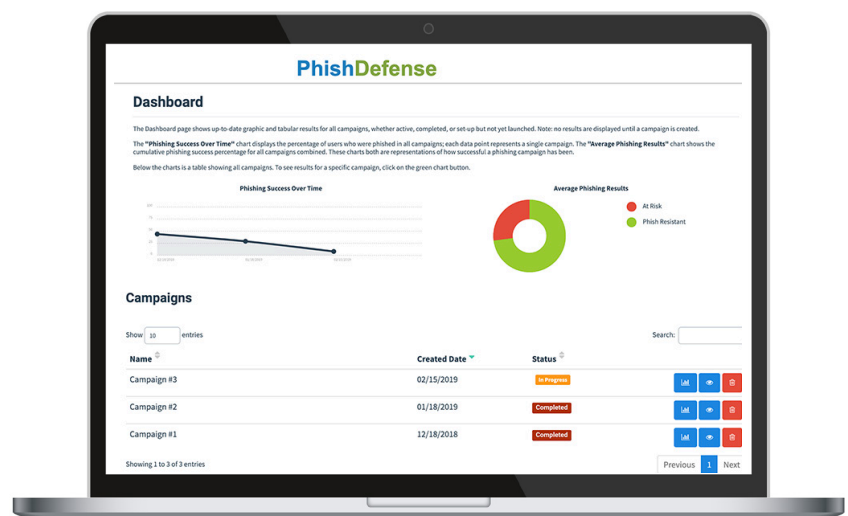 PhishDefense
Dashboard
The Dashboard page shows up-to-date graphic and tabular results for all campaigns, whether active, completed, or set-up but not yet launched. Note: no results are displayed until a campaign is created.
The "Phishing Success Over Time" chart displays the percentage of users who were phished in all campaigns; each data point represents a single campaign. The "Average Phishing Results" chart shows the
cumulative phishing success percentage for all campaigns combined. These charts both are representations of how successful a phishing campaign has been.
Below the charts is a table showing all campaigns. To see results for a specific campaign, click on the green chart button.
Phishing Success Over Time
Average Phishing Results
100
75
50
25
0
At Risk
Phish Resistant
Campaigns
Show 10 entries
Search:
Name Created Date Status
Campaign #3 02/15/2019 In Progress
Campaign #2 01/18/2019 Completed
Campaign #1 12/18/2018 Completed
Showing 1 to 3 of 3 entries
Previous 1 Next